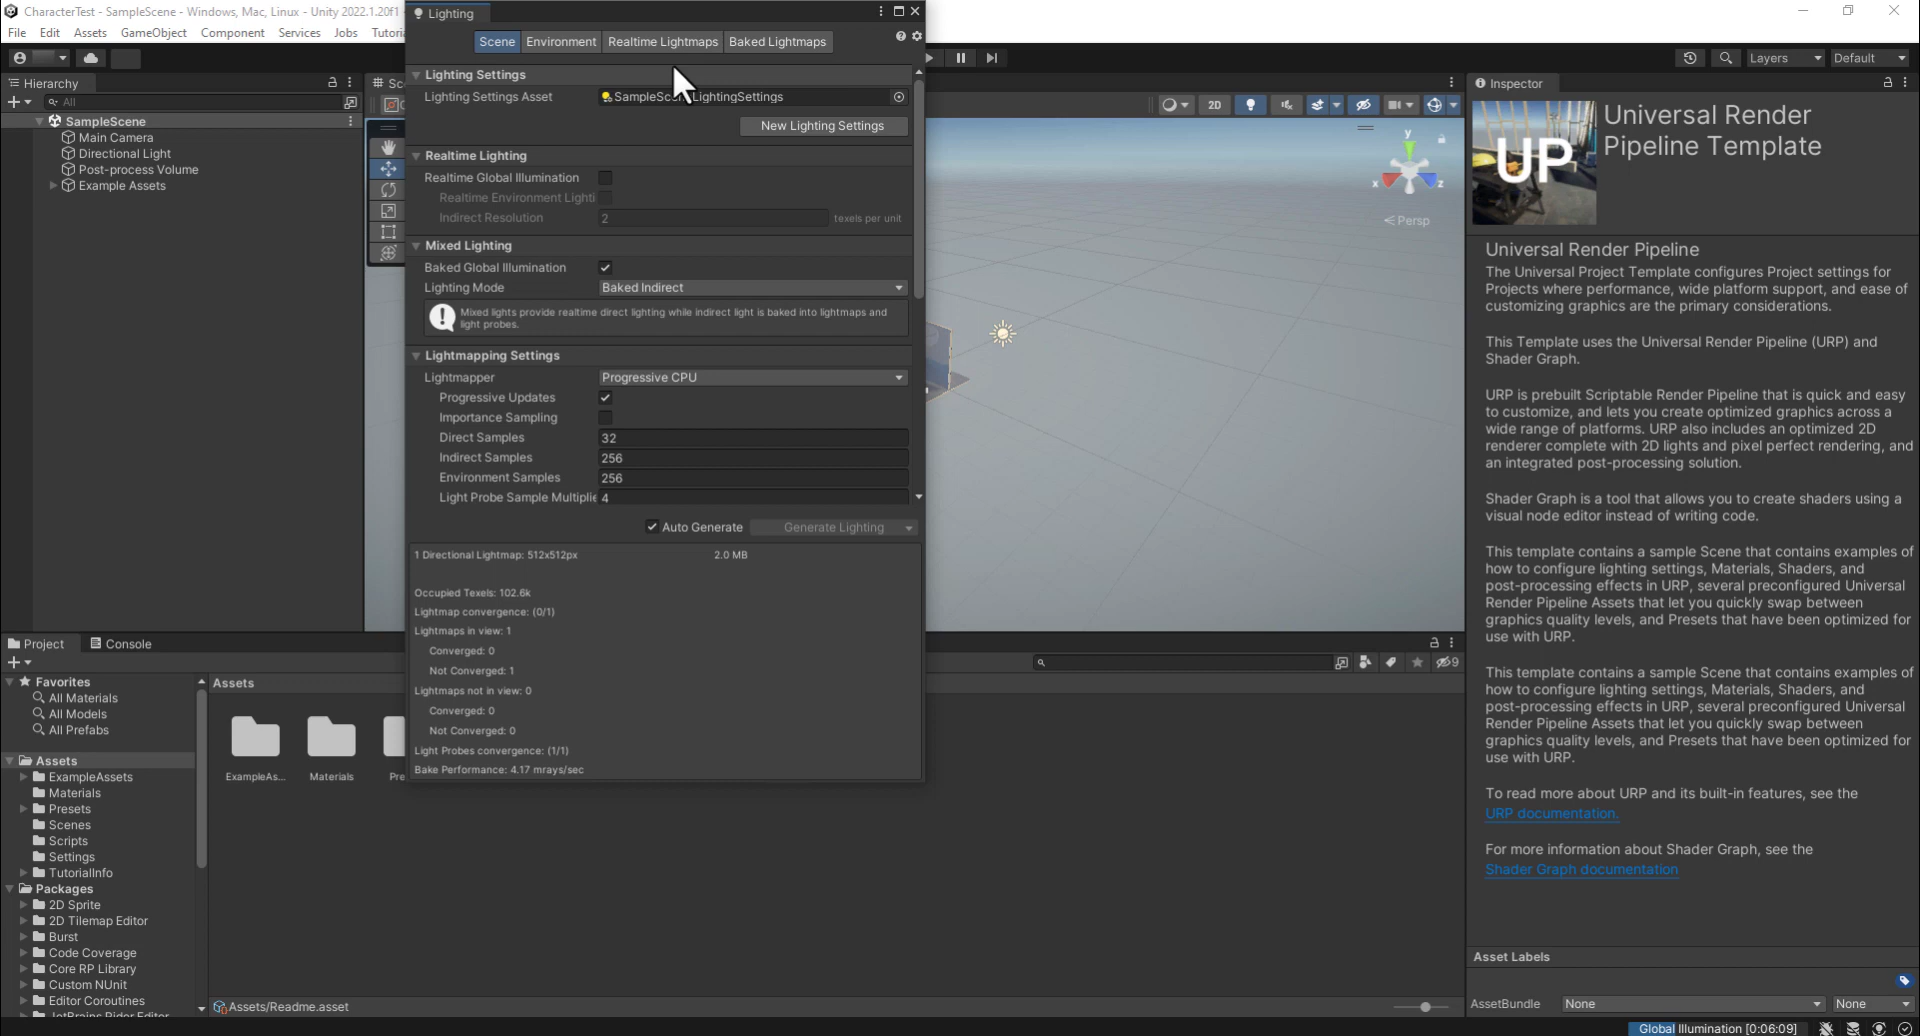 CharacterTest - SampleScene - Windows, Mac, Linux - Unity 2022.1.20f1
File Edit Assets GameObject Component Services Jobs
Layers
Default
Hierarchy
All
SampleScene
Main Camera
Directional Light
Post-process Volume
Example Assets
Lighting
Scene Environment Realtime Lightmaps Baked Lightmaps
Lighting Settings
Lighting Settings Asset
LightingSettings
New Lighting Settings
Realtime Lighting
Realtime Global Illumination
Realtime Environment Lighti
Indirect Resolution 2 texels per unit
Mixed Lighting
Baked Global Illumination
Lighting Mode Baked Indirect
Mixed lights provide realtime direct lighting while indirect light is baked into lightmaps and
light probes.
Lightmapping Settings
Lightmapper Progressive CPU
Progressive Updates
Importance Sampling
Direct Samples 32
Indirect Samples 256
Environment Samples 256
Light Probe Sample Multiplie 4
Auto Generate Generate Lighting
1 Directional Lightmap: 512x512px 2.0 MB
Occupied Texels: 102.6k
Lightmap convergence: (0/1)
Lightmaps in view: 1
Converged: 0
Not Converged: 1
Lightmaps not in view: 0
Converged: 0
Not Converged: 0
Light Probes convergence: (1/1)
Bake Performance: 4.17 mrays/sec
2D
y
x
z
Persp
Inspector
UP
Universal Render
Pipeline Template
Universal Render Pipeline
The Universal Project Template configures Project settings for
Projects where performance, wide platform support, and ease of
customizing graphics are the primary considerations.
This Template uses the Universal Render Pipeline (URP) and
Shader Graph.
URP is prebuilt Scriptable Render Pipeline that is quick and easy
to customize, and lets you create optimized graphics across a
wide range of platforms. URP also includes an optimized 2D
renderer complete with 2D lights and pixel perfect rendering, and
an integrated post-processing solution.
Shader Graph is a tool that allows you to create shaders using a
visual node editor instead of writing code.
This template contains a sample Scene that contains examples of
how to configure lighting settings, Materials, Shaders, and
post-processing effects in URP, several preconfigured Universal
Render Pipeline Assets that let you quickly swap between
graphics quality levels, and Presets that have been optimized for
use with URP.
This template contains a sample Scene that contains examples of
how to configure lighting settings, Materials, Shaders, and
post-processing effects in URP, several preconfigured Universal
Render Pipeline Assets that let you quickly swap between
graphics quality levels, and Presets that have been optimized for
use with URP.
To read more about URP and its built-in features, see the
URP documentation.
For more information about Shader Graph, see the
Shader Graph documentation
Asset Labels
AssetBundle None None
Project Console
9
Favorites
All Materials
All Models
All Prefabs
Assets
ExampleAssets
Materials
Presets
Scenes
Scripts
Settings
TutorialInfo
Packages
2D Sprite
2D Tilemap Editor
Burst
Code Coverage
Core RP Library
Custom NUnit
Editor Coroutines
JetBrains Rider Editor
Assets
ExampleAs... Materials Pre
Assets/Readme.asset
Global Illumination [0:06:09]